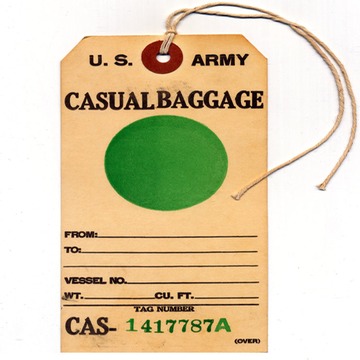 U. S. ARMY
CASUAL BAGGAGE
FROM:
TO:
VESSEL NO.
WT. CU. FT.
TAG NUMBER
CAS- 1417787A
(OVER)